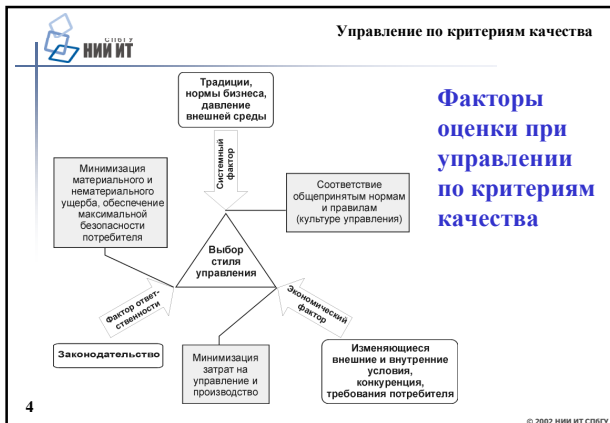 СПбГУ
НИИ ИТ
Управление по критериям качества
Факторы
оценки при
управлении
по критериям
качества
Традиции,
нормы бизнеса,
давление
внешней среды
Системный
фактор
Минимизация
материального и
нематериального
ущерба, обеспечение
максимальной
безопасности
потребителя
Соответствие
общепринятым нормам
и правилам
(культуре управления)
Выбор
стиля
управления
Фактор ответ-
ственности
Экономический
фактор
Законодательство
Минимизация
затрат на
управление и
производство
Изменяющиеся
внешние и внутренние
условия,
конкуренция,
требования потребителя
4
© 2002 НИИ ИТ СПбГУ